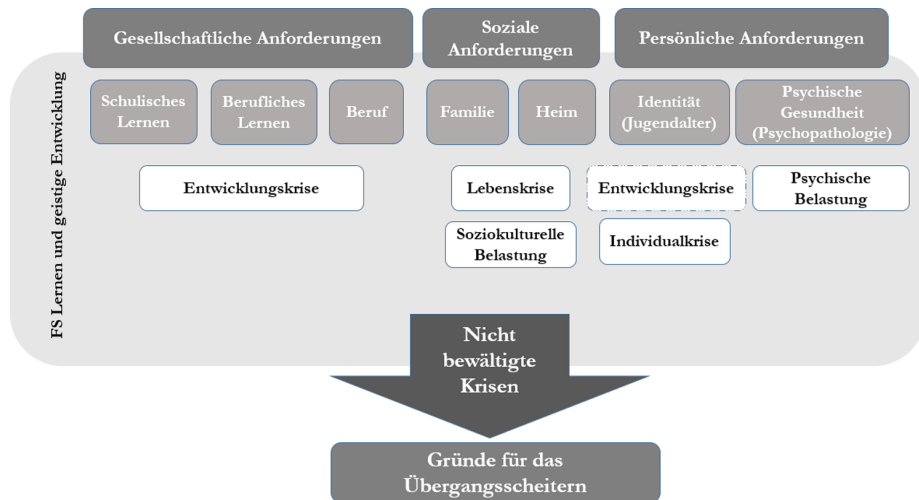 Gesellschaftliche Anforderungen
Soziale
Anforderungen
Persönliche Anforderungen
FS Lernen und geistige Entwicklung
Schulisches
Lernen
Berufliches
Lernen
Beruf
Familie
Heim
Identität
(Jugendalter)
Psychische
Gesundheit
(Psychopathologie)
Entwicklungskrise
Lebenskrise
Entwicklungskrise
Psychische
Belastung
Soziokulturelle
Belastung
Individualkrise
Nicht
bewältigte
Krisen
Gründe für das
Übergangsscheitern